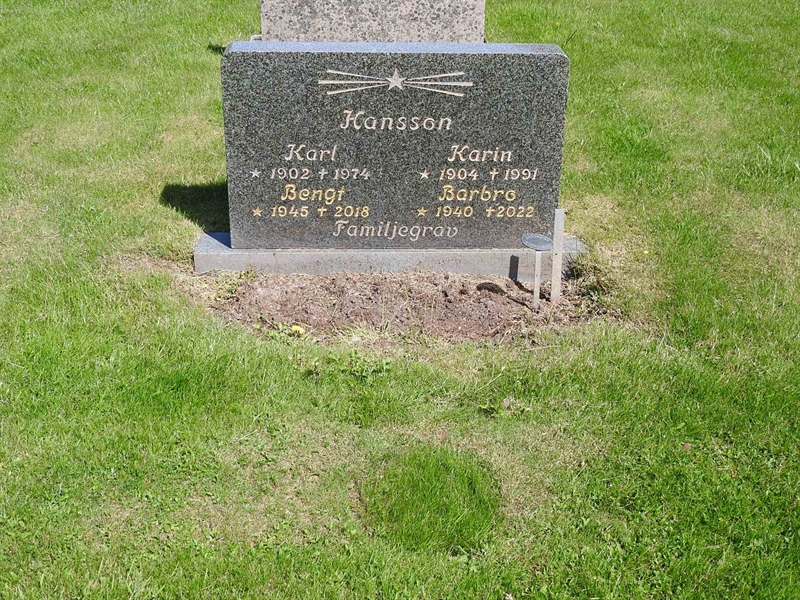 Hansson
Karl Karin
★ 1902 ✝ 1974 ★ 1904 ✝ 1991
Bengt Barbro
★ 1945 ✝ 2018 ★ 1940 ✝ 2022
Familjegrav